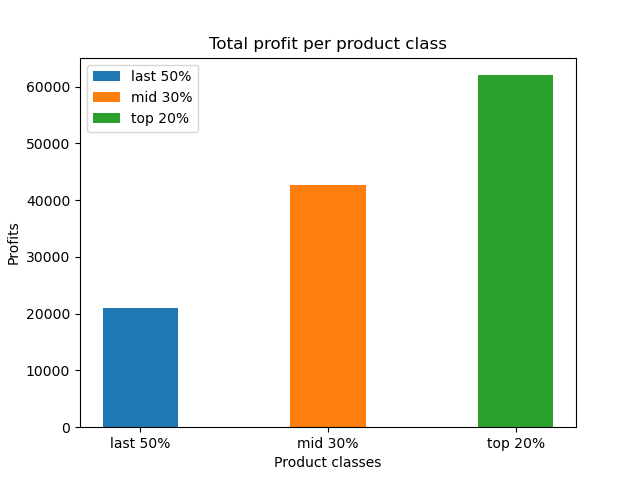 Total profit per product class
last 50%
mid 30%
top 20%
60000
50000
40000
30000
20000
10000
0
Profits
last 50% mid 30% top 20%
Product classes